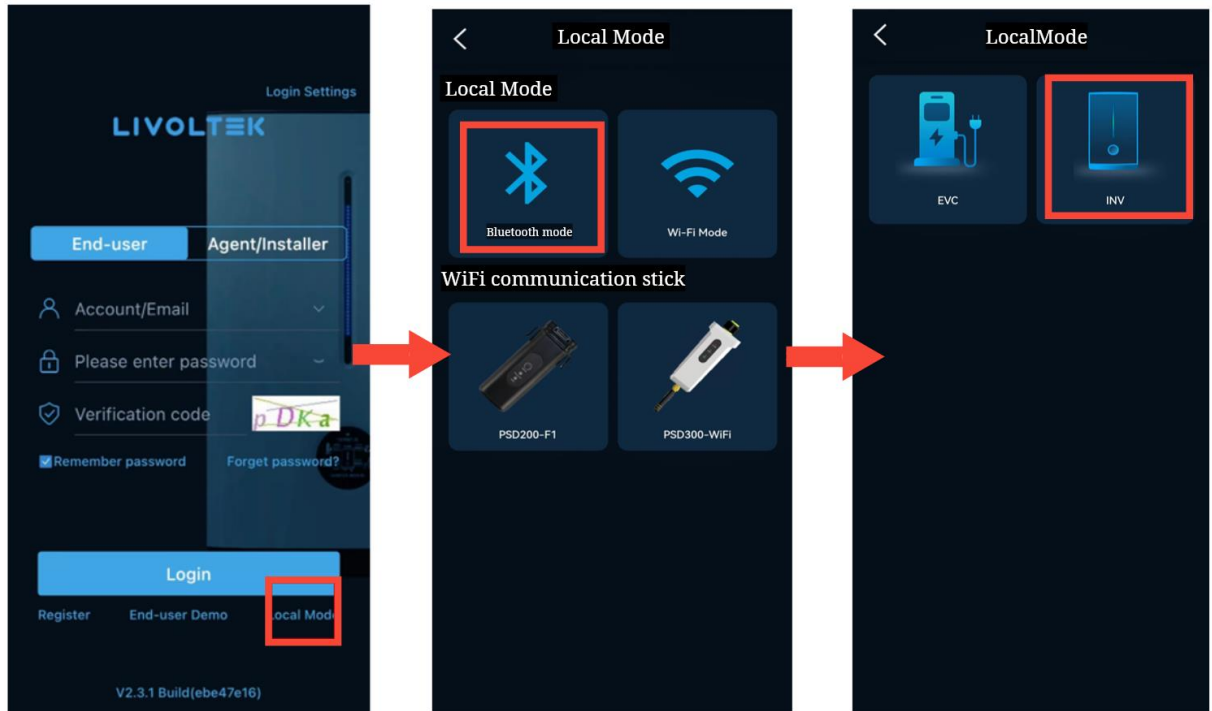 Login Settings
LIVOLTEK
End-user Agent/Installer
Account/Email
Please enter password
Verification code pDKa
Remember password Forget password?
Login
Register End-user Demo Local Mode
V2.3.1 Build(ebe47e16)
Local Mode
Local Mode
Bluetooth mode Wi-Fi Mode
WiFi communication stick
PSD200-F1 PSD300-WiFi
LocalMode
EVC INV